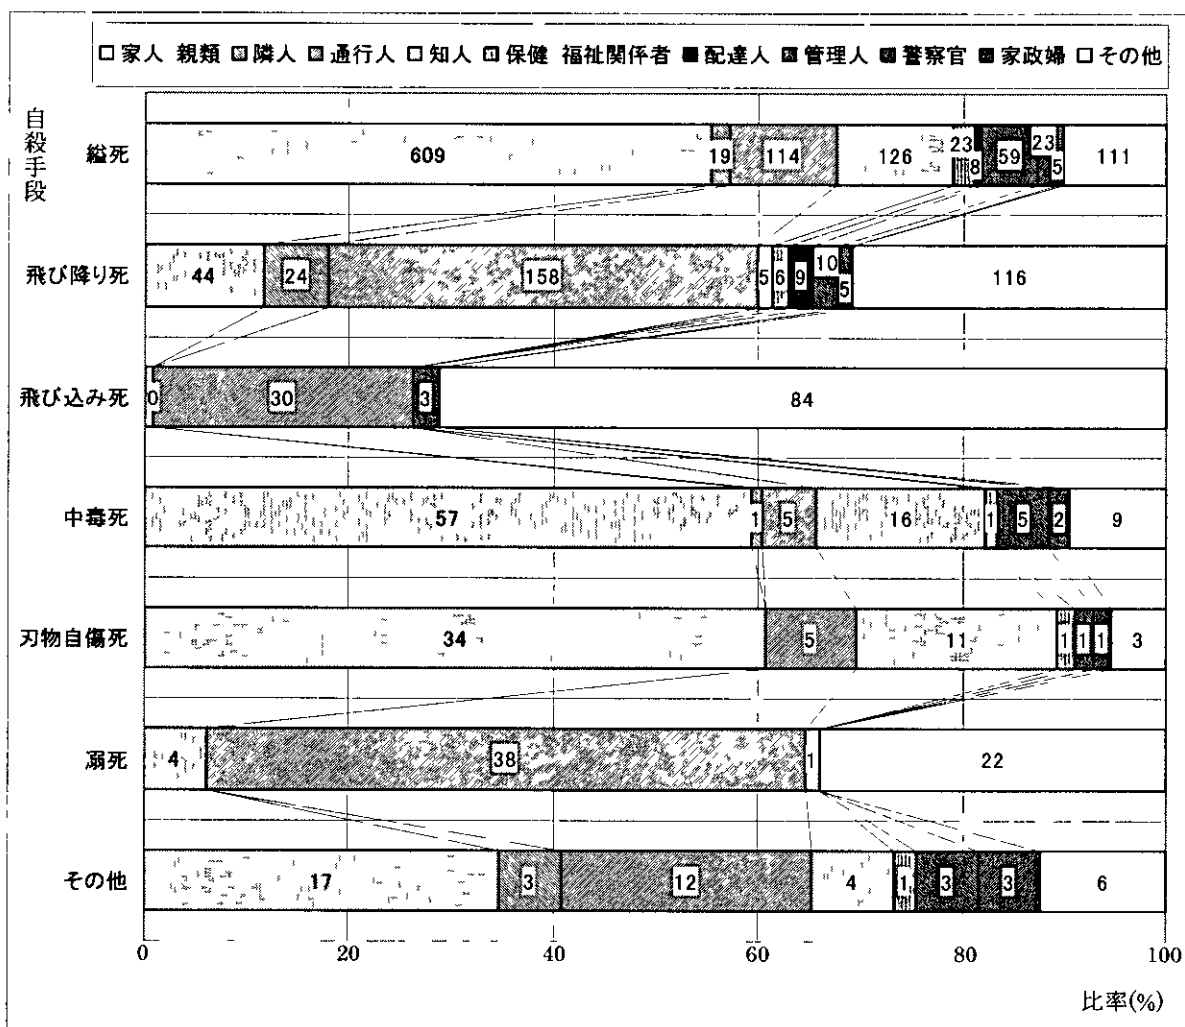 家人 親類 隣人 通行人 知人 保健 福祉関係者 配達人 管理人 警察官 家政婦 その他
自殺手段
縊死 609 19 114 126 23 8 59 23 5 111
飛び降り死 44 24 158 5 6 9 10 5 116
飛び込み死 0 30 3 84
中毒死 57 1 5 16 1 5 2 9
刃物自傷死 34 5 11 1 1 1 3
溺死 4 38 1 22
その他 17 3 12 4 1 3 3 6
0 20 40 60 80 100
比率(%)